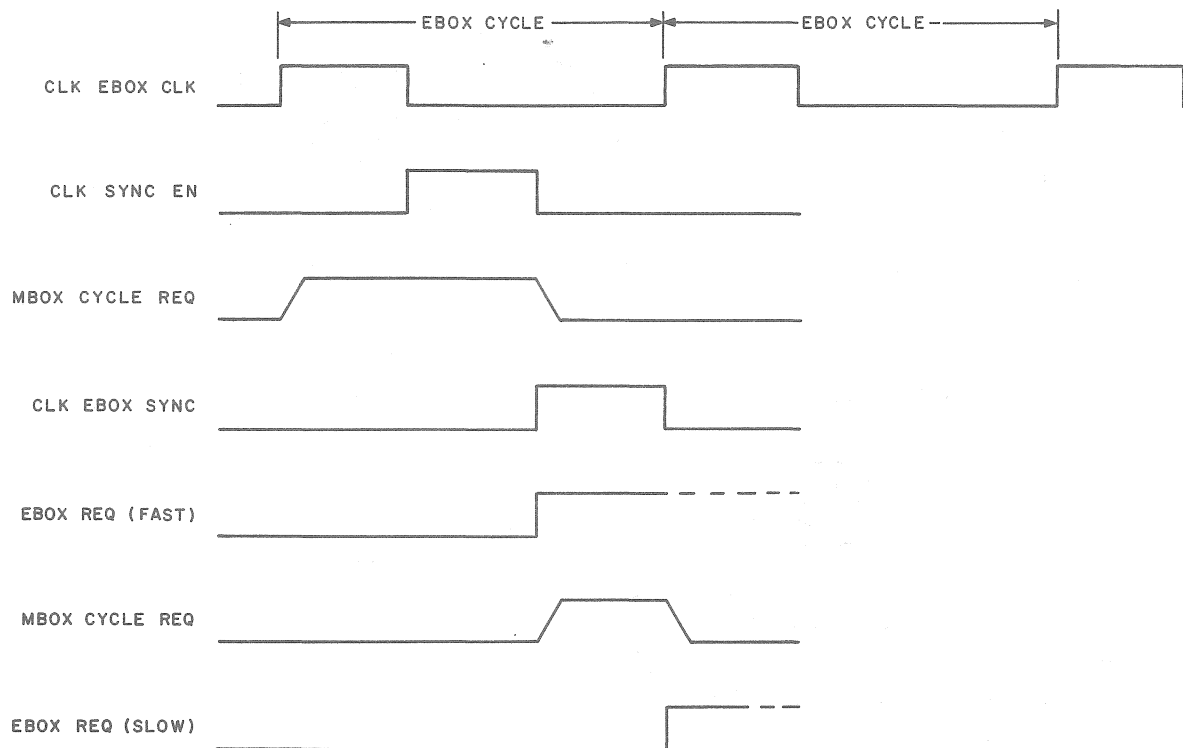 EBOX CYCLE
EBOX CYCLE
CLK EBOX CLK
CLK SYNC EN
MBOX CYCLE REQ
CLK EBOX SYNC
EBOX REQ (FAST)
MBOX CYCLE REQ
EBOX REQ (SLOW)